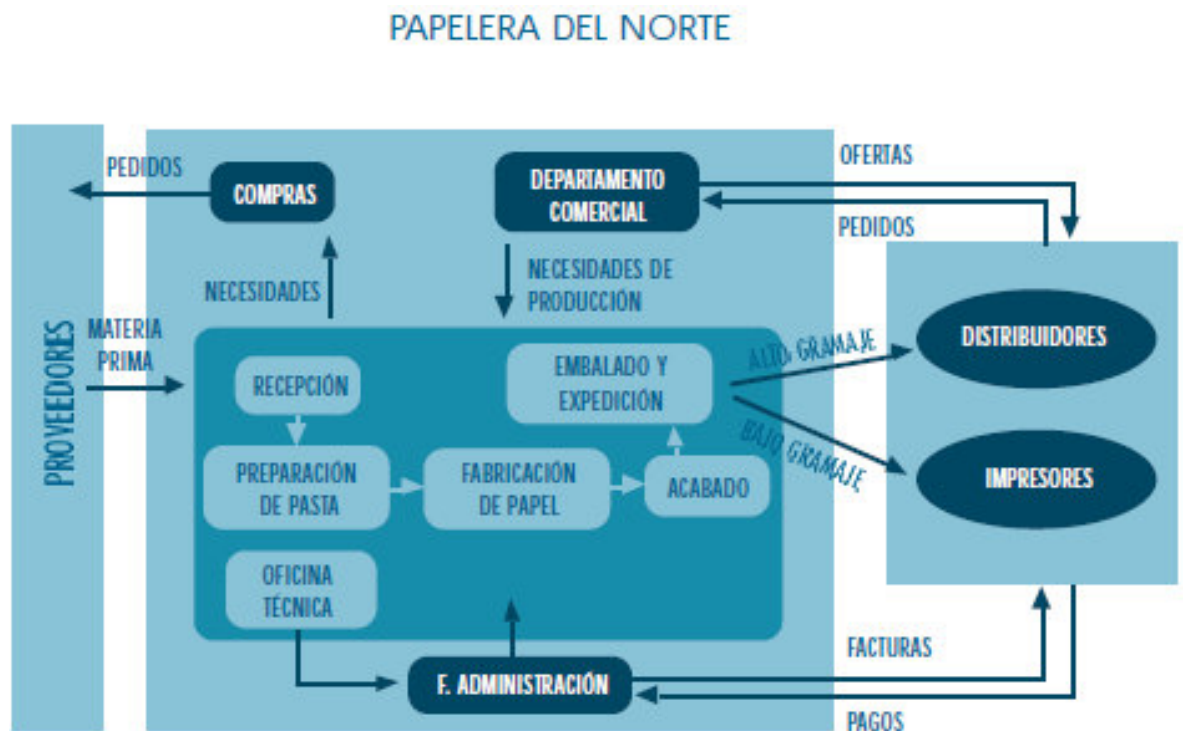 PAPELERA DEL NORTE
PEDIDOS
COMPRAS
DEPARTAMENTO
COMERCIAL
OFERTAS
PEDIDOS
NECESIDADES
NECESIDADES DE
PRODUCCIÓN
PROVEEDORES
MATERIA
PRIMA
RECEPCIÓN
EMBALADO Y
EXPEDICIÓN
ALTO GRAMAJE
DISTRIBUIDORES
BAJO GRAMAJE
IMPRESORES
PREPARACIÓN
DE PASTA
FABRICACIÓN
DE PAPEL
ACABADO
OFICINA
TÉCNICA
F. ADMINISTRACIÓN
FACTURAS
PAGOS